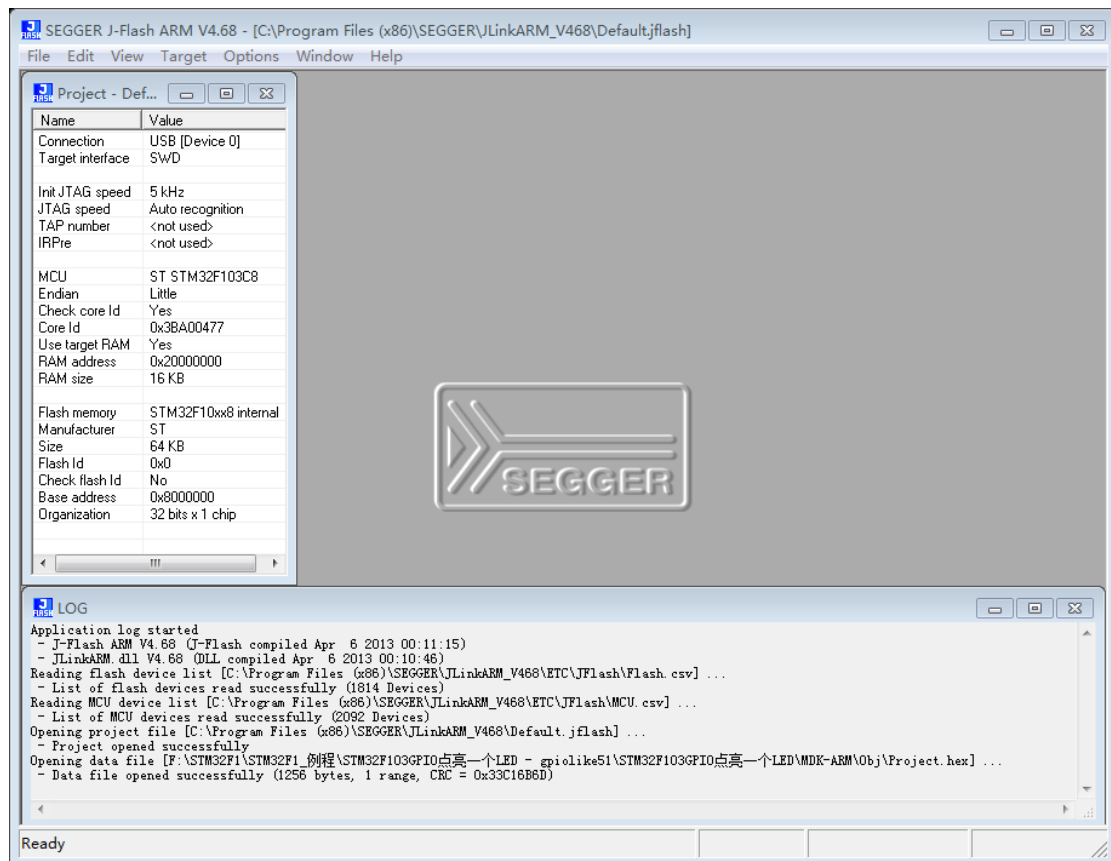 SEGGER J-Flash ARM V4.68 - [C:\Program Files (x86)\SEGGER\JLinkARM_V468\Default.jflash]
File Edit View Target Options Window Help
Project - Def...
Name Value
Connection USB [Device 0]
Target interface SWD
Init JTAG speed 5 kHz
JTAG speed Auto recognition
TAP number <not used>
IRPre <not used>
MCU ST STM32F103C8
Endian Little
Check core Id Yes
Core Id 0x3BA00477
Use target RAM Yes
RAM address 0x20000000
RAM size 16 KB
Flash memory STM32F10xx8 internal
Manufacturer ST
Size 64 KB
Flash Id 0x0
Check flash Id No
Base address 0x8000000
Organization 32 bits x 1 chip
SEGGER
LOG
Application log started
- J-Flash ARM V4.68 (J-Flash compiled Apr 6 2013 00:11:15)
- JLinkARM.dll V4.68 (DLL compiled Apr 6 2013 00:10:46)
Reading flash device list [C:\Program Files (x86)\SEGGER\JLinkARM_V468\ETC\JFlash\Flash.csv] ...
- List of flash devices read successfully (1814 Devices)
Reading MCU device list [C:\Program Files (x86)\SEGGER\JLinkARM_V468\ETC\JFlash\MCU.csv] ...
- List of MCU devices read successfully (2092 Devices)
Opening project file [C:\Program Files (x86)\SEGGER\JLinkARM_V468\Default.jflash] ...
- Project opened successfully
Opening data file [F:\STM32F1\STM32F1_例程\STM32F103GPIO点亮一个LED - gpiolike51\STM32F103GPIO点亮一个LED\MDK-ARM\Obj\Project.hex] ...
- Data file opened successfully (1256 bytes, 1 range, CRC = 0x33C16B6D)
Ready